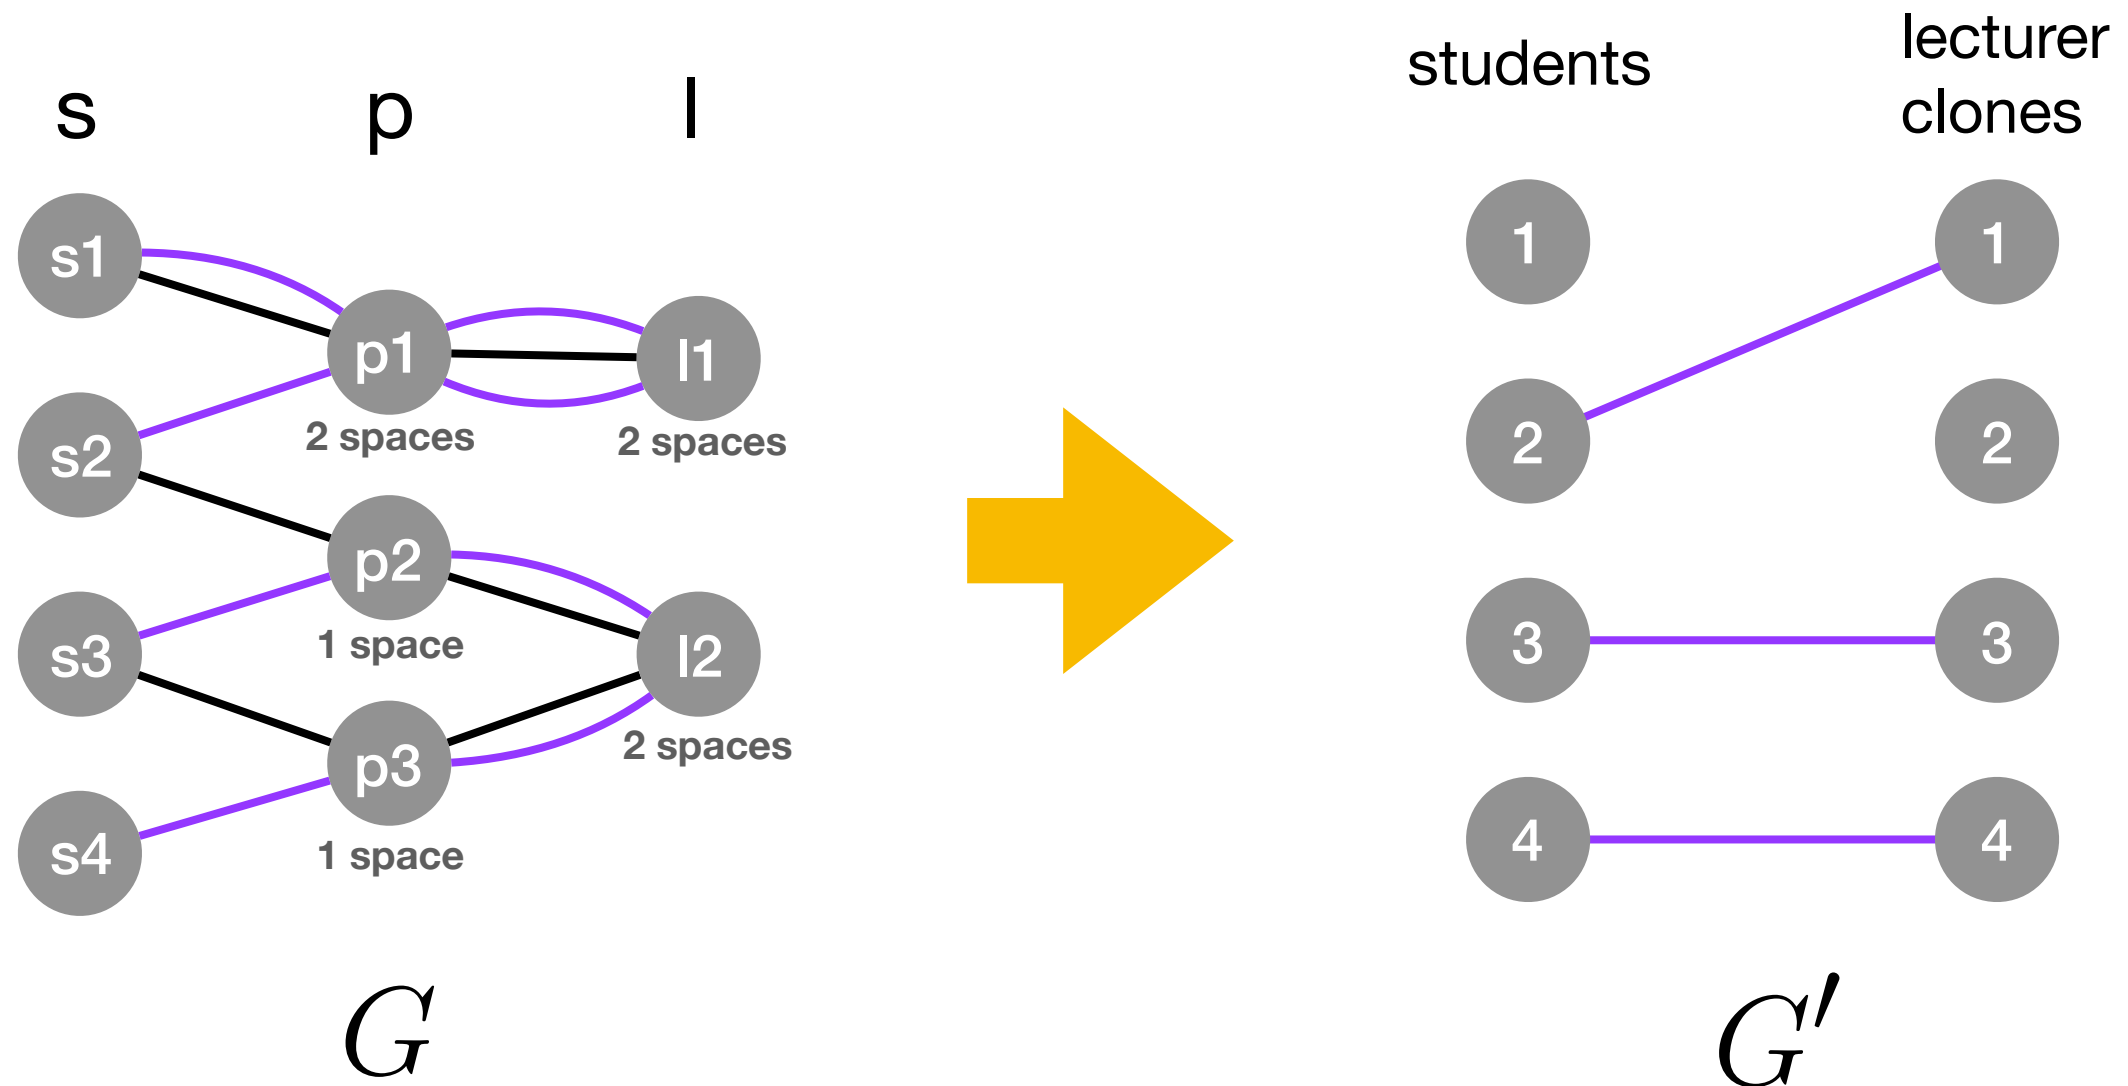 s p l
s1
s2
s3
s4
p1
2 spaces
p2
1 space
p3
1 space
l1
2 spaces
l2
2 spaces
G
students
lecturer
clones
1
2
3
4
1
2
3
4
G′